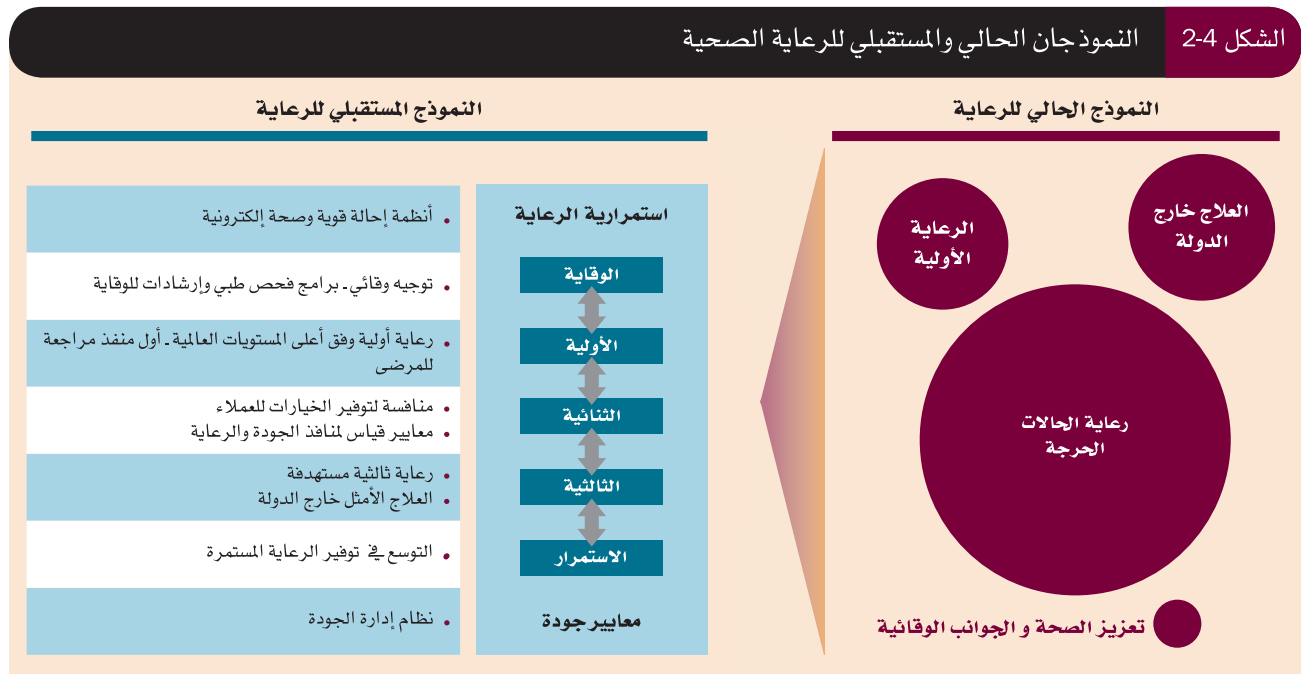 الشكل 4-2
النموذجان الحالي والمستقبلي للرعاية الصحية
النموذج الحالي للرعاية
العلاج خارج
الدولة
الرعاية
الأولية
رعاية الحالات
الحرجة
تعزيز الصحة و الجوانب الوقائية
النموذج المستقبلي للرعاية
استمرارية الرعاية
الوقاية
الأولية
الثنائية
الثالثية
الاستمرار
معايير جودة
• أنظمة إحالة قوية وصحة إلكترونية
• توجيه وقائي - برامج فحص طبي وإرشادات للوقاية
• رعاية أولية وفق أعلى المستويات العالمية - أول منفذ مراجعة
للمرضى
• منافسة لتوفير الخيارات للعملاء
• معايير قياس لمنافذ الجودة والرعاية
• رعاية ثالثية مستهدفة
• العلاج الأمثل خارج الدولة
• التوسع في توفير الرعاية المستمرة
• نظام إدارة الجودة